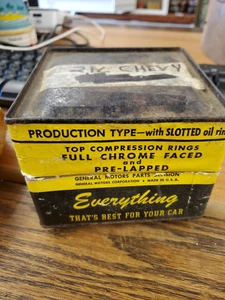 PRODUCTION TYPE—with SLOTTED oil rin
TOP COMPRESSION RINGS
FULL CHROME FACED
and
PRE-LAPPED
GENERAL MOTORS PARTS DIVISION
GENERAL MOTORS CORPORATION • MADE IN U.S.A.
Everything
THAT'S BEST FOR YOUR CAR